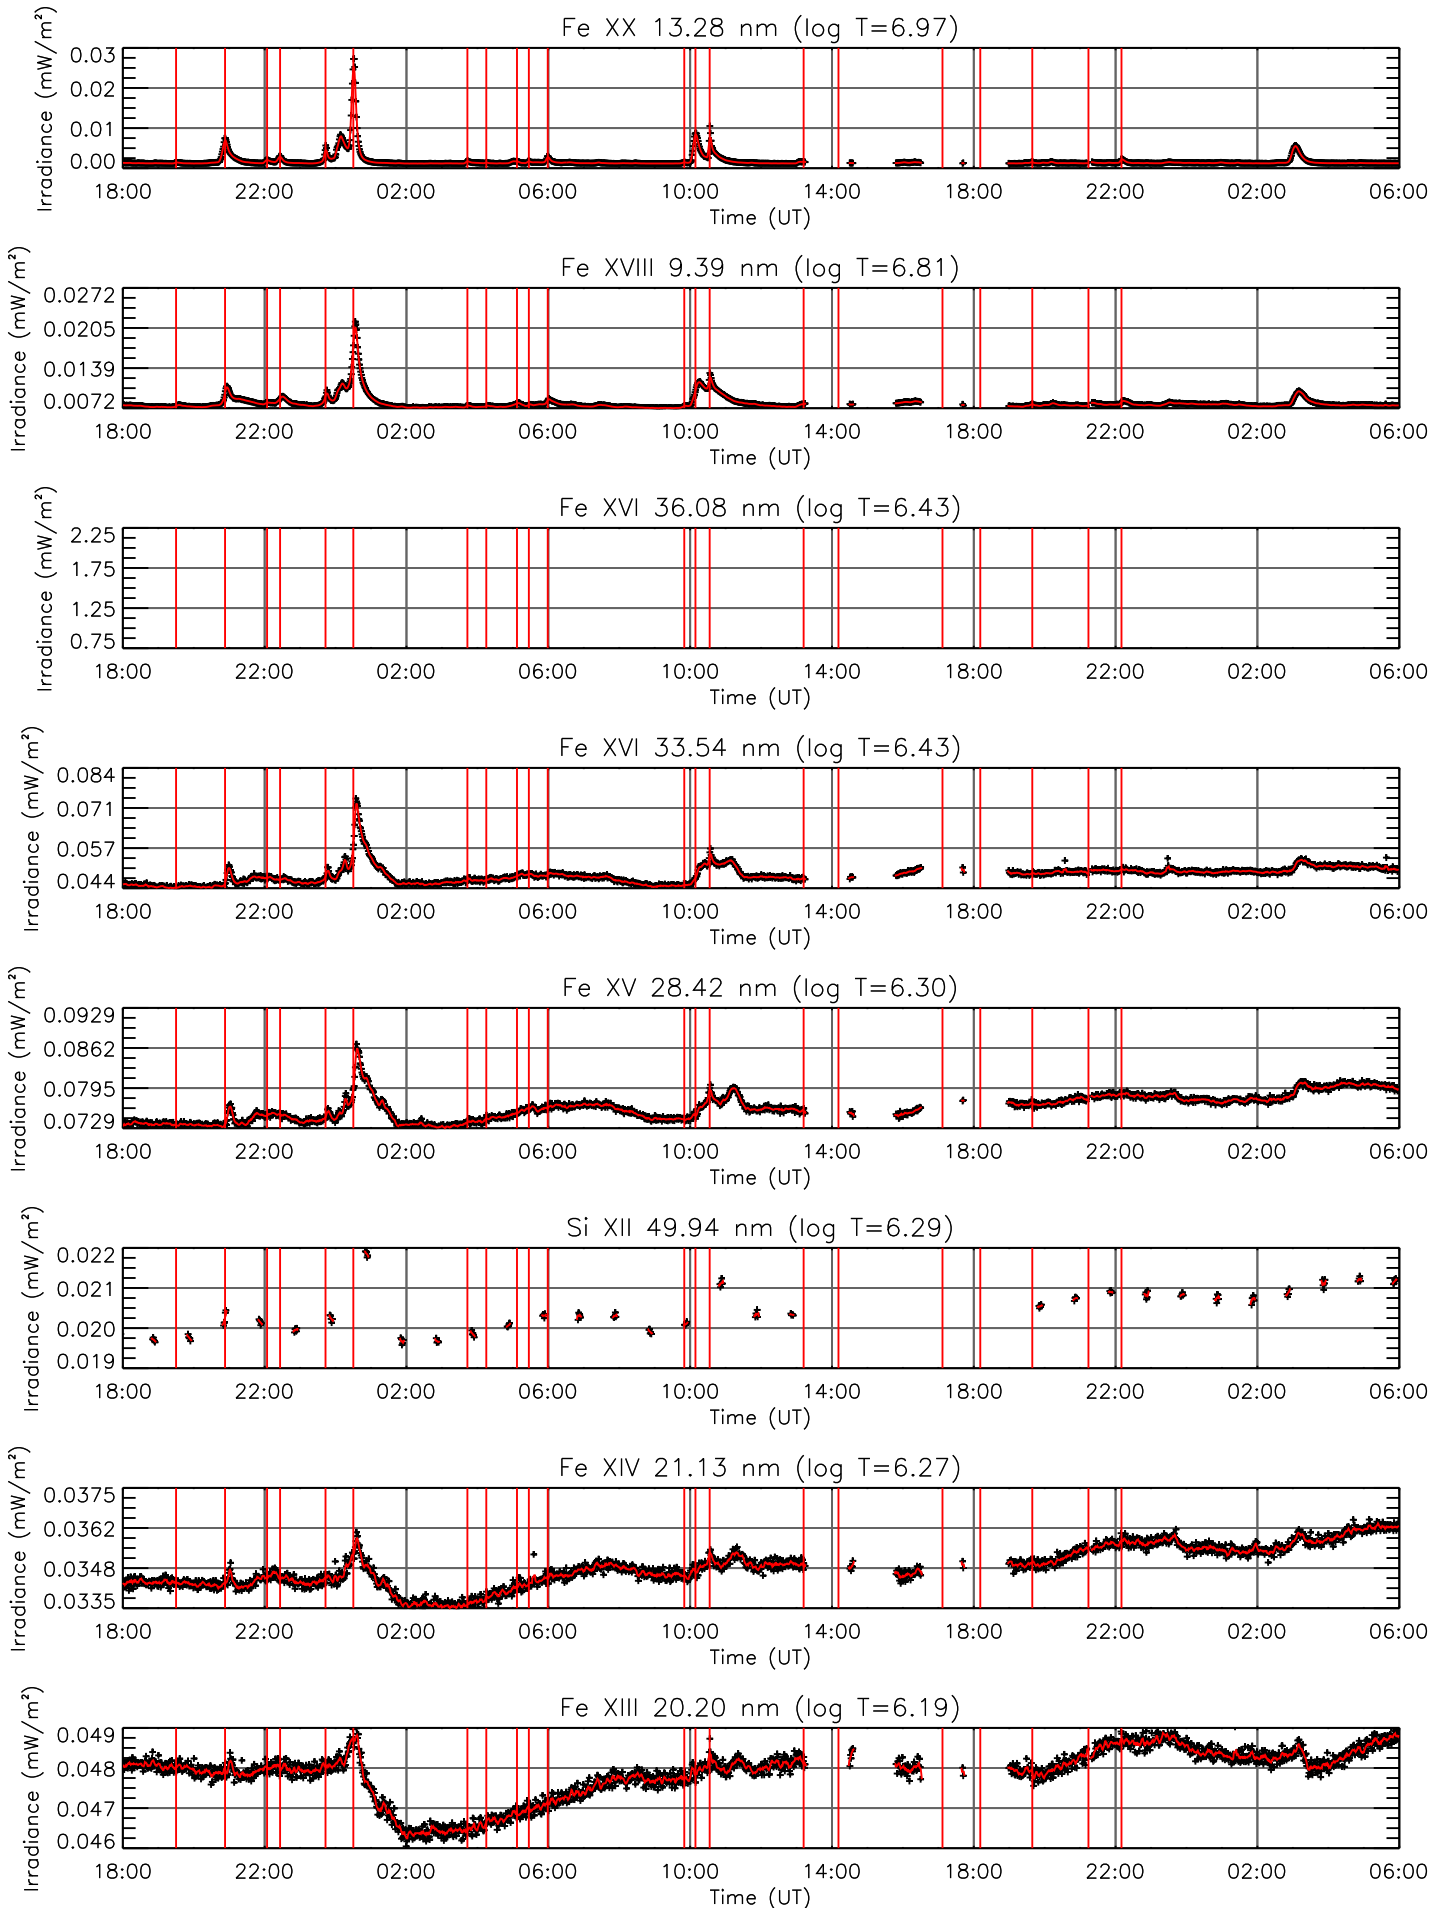 Fe XX 13.28 nm (log T=6.97)
Irradiance (mW/m²)
0.03
0.02
0.01
0.00
18:00 22:00 02:00 06:00 10:00 14:00 18:00 22:00 02:00 06:00
Time (UT)
Fe XVIII 9.39 nm (log T=6.81)
Irradiance (mW/m²)
0.0272
0.0205
0.0139
0.0072
18:00 22:00 02:00 06:00 10:00 14:00 18:00 22:00 02:00 06:00
Time (UT)
Fe XVI 36.08 nm (log T=6.43)
Irradiance (mW/m²)
2.25
1.75
1.25
0.75
18:00 22:00 02:00 06:00 10:00 14:00 18:00 22:00 02:00 06:00
Time (UT)
Fe XVI 33.54 nm (log T=6.43)
Irradiance (mW/m²)
0.084
0.071
0.057
0.044
18:00 22:00 02:00 06:00 10:00 14:00 18:00 22:00 02:00 06:00
Time (UT)
Fe XV 28.42 nm (log T=6.30)
Irradiance (mW/m²)
0.0929
0.0862
0.0795
0.0729
18:00 22:00 02:00 06:00 10:00 14:00 18:00 22:00 02:00 06:00
Time (UT)
Si XII 49.94 nm (log T=6.29)
Irradiance (mW/m²)
0.022
0.021
0.020
0.019
18:00 22:00 02:00 06:00 10:00 14:00 18:00 22:00 02:00 06:00
Time (UT)
Fe XIV 21.13 nm (log T=6.27)
Irradiance (mW/m²)
0.0375
0.0362
0.0348
0.0335
18:00 22:00 02:00 06:00 10:00 14:00 18:00 22:00 02:00 06:00
Time (UT)
Fe XIII 20.20 nm (log T=6.19)
Irradiance (mW/m²)
0.049
0.048
0.047
0.046
18:00 22:00 02:00 06:00 10:00 14:00 18:00 22:00 02:00 06:00
Time (UT)